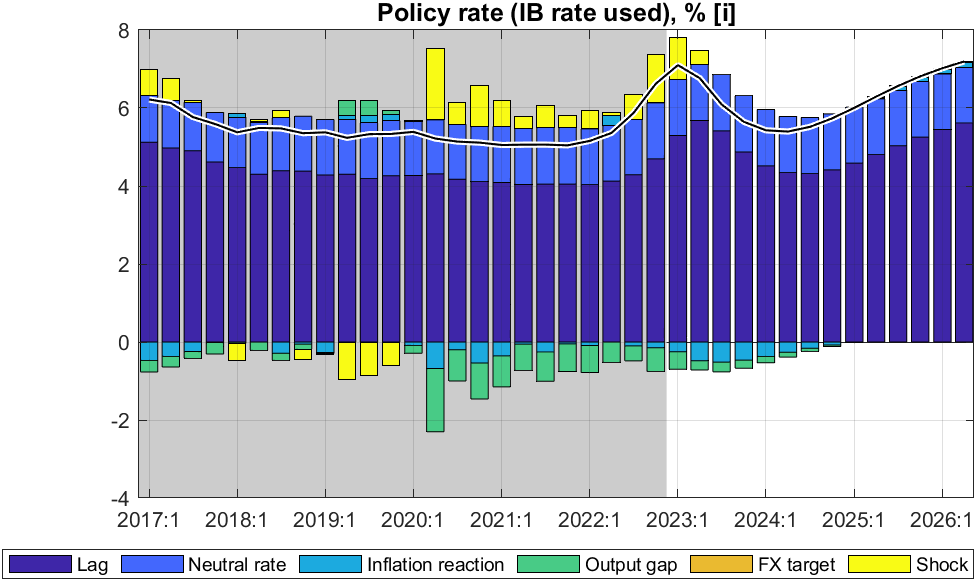 Policy rate (IB rate used), % [i]
8
6
4
2
0
-2
-4
2017:1 2018:1 2019:1 2020:1 2021:1 2022:1 2023:1 2024:1 2025:1 2026:1
Lag Neutral rate Inflation reaction Output gap FX target Shock